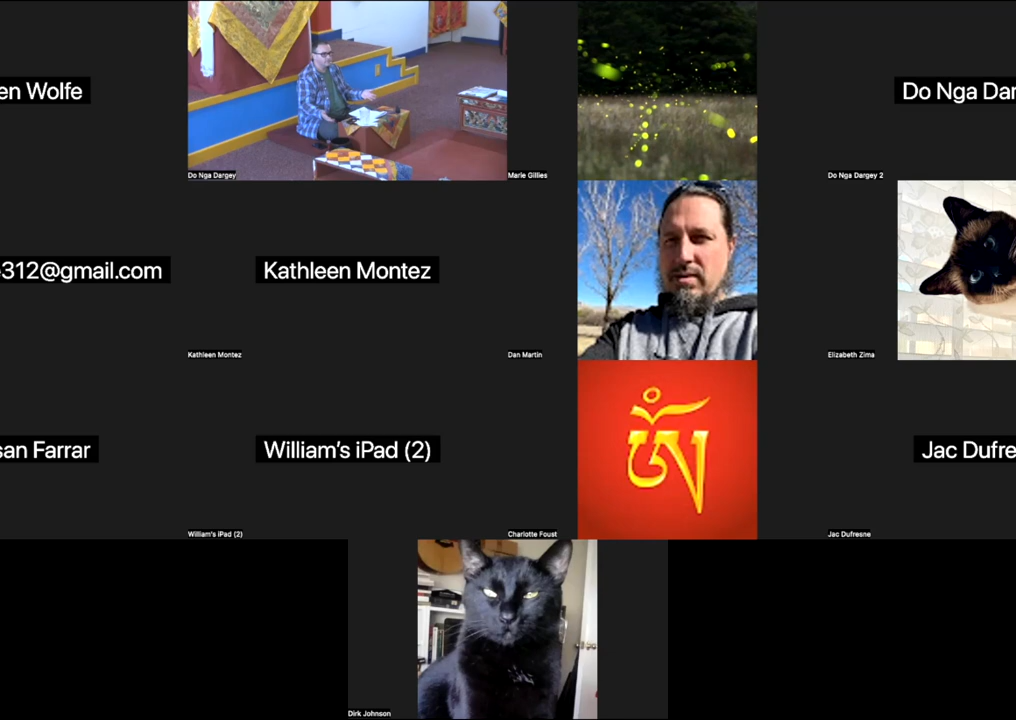 en Wolfe
Do Nga Dargey
Marie Gillies
Do Nga Dar
Do Nga Dargey 2
312@gmail.com
Kathleen Montez
Kathleen Montez
Dan Martin
Elizabeth Zima
san Farrar
William's iPad (2)
William's iPad (2)
ཨོཾ
Charlotte Foust
Jac Dufre
Jac Dufresne
Dirk Johnson